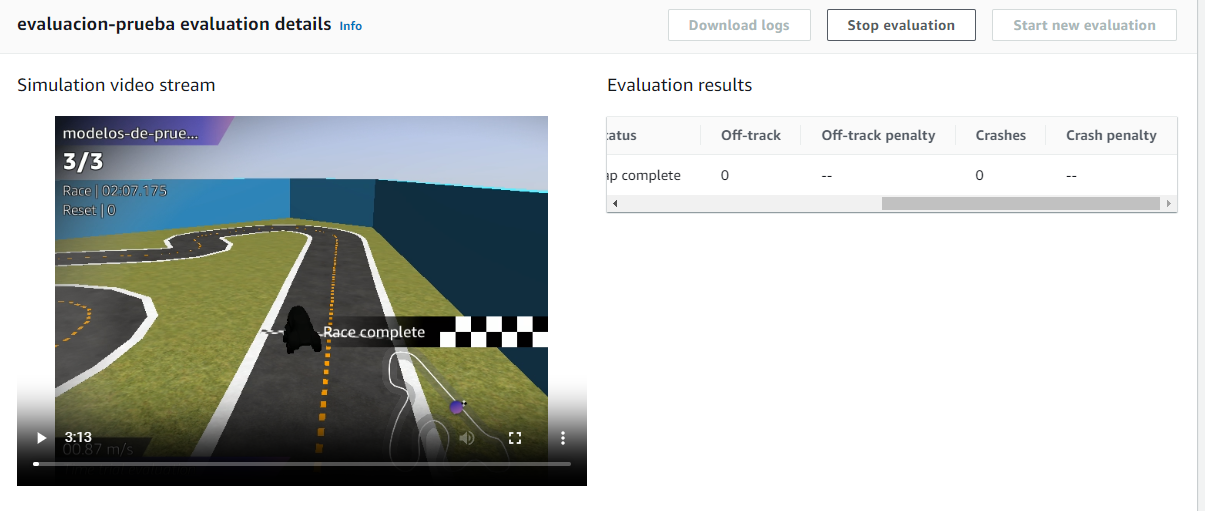 evaluacion-prueba evaluation details Info
Download logs
Stop evaluation
Start new evaluation
Simulation video stream
modelos-de-prue...
3/3
Race | 02:07.175
Reset | 0
Race complete
3:13
00.87 m/s
Evaluation results
tatus Off-track Off-track penalty Crashes Crash penalty
ap complete 0 -- 0 --